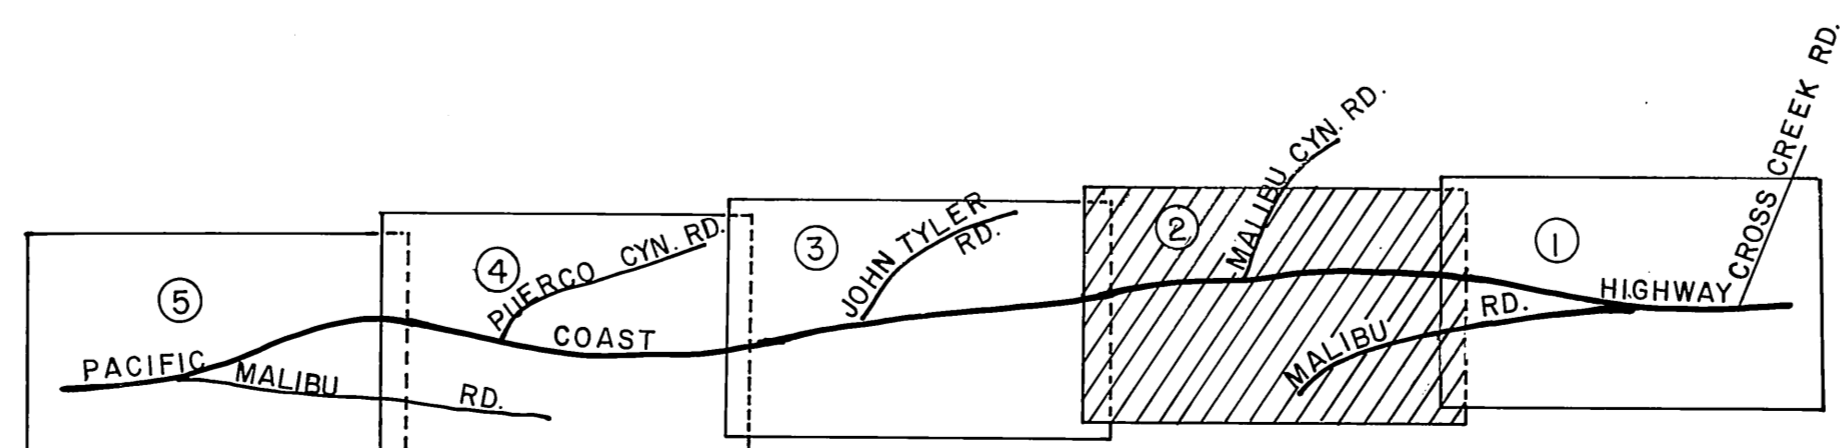 5
PACIFIC
MALIBU RD.
4
PUERCO CYN. RD.
COAST
3
JOHN TYLER
RD.
2
MALIBU CYN. RD.
MALIBU RD.
1
HIGHWAY
CROSS CREEK RD.